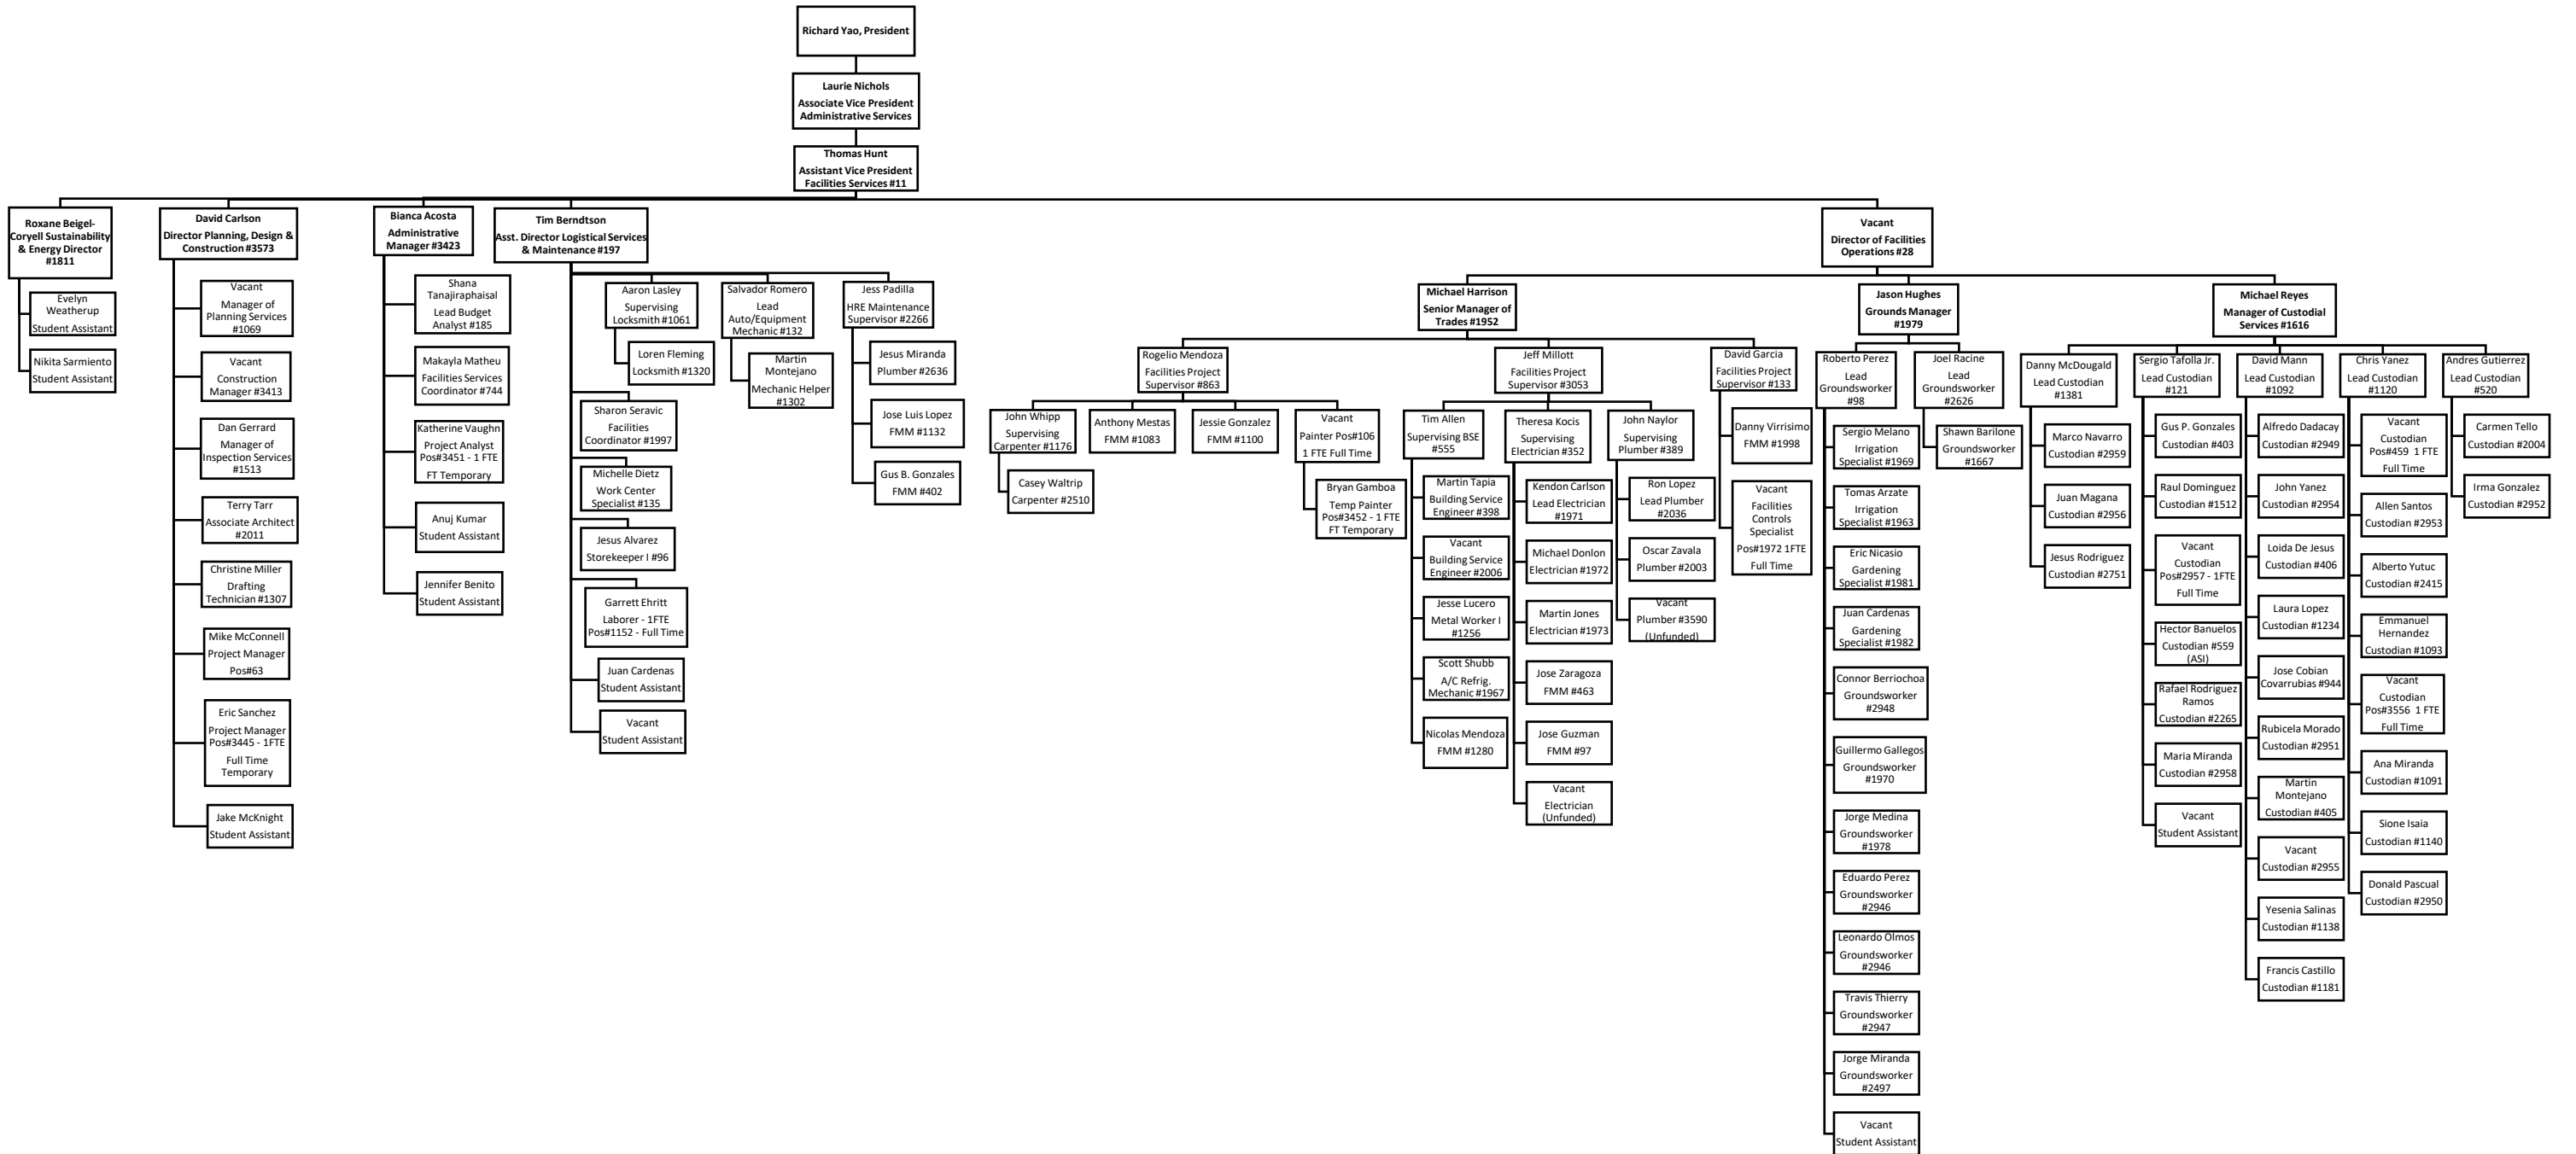 Richard Yao, President
Laurie Nichols
Associate Vice President
Administrative Services
Thomas Hunt
Assistant Vice President
Facilities Services #11
Roxane Beigel-
Coryell Sustainability
& Energy Director
#1811
Evelyn
Weatherup
Student Assistant
Nikita Sarmiento
Student Assistant
David Carlson
Director Planning, Design &
Construction #3573
Vacant
Manager of
Planning Services
#1069
Vacant
Construction
Manager #3413
Dan Gerrard
Manager of
Inspection Services
#1513
Terry Tarr
Associate Architect
#2011
Christine Miller
Drafting
Technician #1307
Mike McConnell
Project Manager
Pos#63
Eric Sanchez
Project Manager
Pos#3445 - 1FTE
Full Time
Temporary
Jake McKnight
Student Assistant
Bianca Acosta
Administrative
Manager #3423
Shana
Tanajiraphaisal
Lead Budget
Analyst #185
Makayla Matheu
Facilities Services
Coordinator #744
Katherine Vaughn
Project Analyst
Pos#3451 - 1 FTE
FT Temporary
Anuj Kumar
Student Assistant
Jennifer Benito
Student Assistant
Tim Berndtson
Asst. Director Logistical Services
& Maintenance #197
Aaron Lasley
Supervising
Locksmith #1061
Loren Fleming
Locksmith #1320
Salvador Romero
Lead
Auto/Equipment
Mechanic #132
Martin
Montejano
Mechanic Helper
#1302
Jess Padilla
HRE Maintenance
Supervisor #2266
Jesus Miranda
Plumber #2636
Jose Luis Lopez
FMM #1132
Gus B. Gonzales
FMM #402
Sharon Seravic
Facilities
Coordinator #1997
Michelle Dietz
Work Center
Specialist #135
Jesus Alvarez
Storekeeper I #96
Garrett Ehritt
Laborer - 1FTE
Pos#1152 - Full Time
Juan Cardenas
Student Assistant
Vacant
Student Assistant
Vacant
Director of Facilities
Operations #28
Michael Harrison
Senior Manager of
Trades #1952
Rogelio Mendoza
Facilities Project
Supervisor #863
John Whipp
Supervising
Carpenter #1176
Casey Waltrip
Carpenter #2510
Anthony Mestas
FMM #1083
Jessie Gonzalez
FMM #1100
Vacant
Painter Pos#106
1 FTE Full Time
Bryan Gamboa
Temp Painter
Pos#3452 - 1 FTE
FT Temporary
Jeff Millott
Facilities Project
Supervisor #3053
Tim Allen
Supervising BSE
#555
Martin Tapia
Building Service
Engineer #398
Vacant
Building Service
Engineer #2006
Jesse Lucero
Metal Worker I
#1256
Scott Shubb
A/C Refrig.
Mechanic #1967
Nicolas Mendoza
FMM #1280
Theresa Kocis
Supervising
Electrician #352
Kendon Carlson
Lead Electrician
#1971
Michael Donlon
Electrician #1972
Martin Jones
Electrician #1973
Jose Zaragoza
FMM #463
Jose Guzman
FMM #97
Vacant
Electrician
(Unfunded)
John Naylor
Supervising
Plumber #389
Ron Lopez
Lead Plumber
#2036
Oscar Zavala
Plumber #2003
Vacant
Plumber #3590
(Unfunded)
David Garcia
Facilities Project
Supervisor #133
Danny Virrisimo
FMM #1998
Vacant
Facilities
Controls
Specialist
Pos#1972 1FTE
Full Time
Jason Hughes
Grounds Manager
#1979
Roberto Perez
Lead
Groundsworker
#98
Sergio Melano
Irrigation
Specialist #1969
Tomas Arzate
Irrigation
Specialist #1963
Eric Nicasio
Gardening
Specialist #1981
Juan Cardenas
Gardening
Specialist #1982
Connor Berriochoa
Groundsworker
#2948
Guillermo Gallegos
Groundsworker
#1970
Jorge Medina
Groundsworker
#1978
Eduardo Perez
Groundsworker
#2946
Leonardo Olmos
Groundsworker
#2946
Travis Thierry
Groundsworker
#2947
Jorge Miranda
Groundsworker
#2497
Vacant
Student Assistant
Joel Racine
Lead
Groundsworker
#2626
Shawn Barilone
Groundsworker
#1667
Michael Reyes
Manager of Custodial
Services #1616
Danny McDougald
Lead Custodian
#1381
Marco Navarro
Custodian #2959
Juan Magana
Custodian #2956
Jesus Rodriguez
Custodian #2751
Sergio Tafolla Jr.
Lead Custodian
#121
Gus P. Gonzales
Custodian #403
Raul Dominguez
Custodian #1512
Vacant
Custodian
Pos#2957 - 1FTE
Full Time
Hector Banuelos
Custodian #559
(ASI)
Rafael Rodriguez
Ramos
Custodian #2265
Maria Miranda
Custodian #2958
Vacant
Student Assistant
David Mann
Lead Custodian
#1092
Alfredo Dadacay
Custodian #2949
John Yanez
Custodian #2954
Loida De Jesus
Custodian #406
Laura Lopez
Custodian #1234
Jose Cobian
Covarrubias #944
Rubicela Morado
Custodian #2951
Martin
Montejano
Custodian #405
Vacant
Custodian #2955
Yesenia Salinas
Custodian #1138
Francis Castillo
Custodian #1181
Chris Yanez
Lead Custodian
#1120
Vacant
Custodian
Pos#459 1 FTE
Full Time
Allen Santos
Custodian #2953
Alberto Yutuc
Custodian #2415
Emmanuel
Hernandez
Custodian #1093
Vacant
Custodian
Pos#3556 1 FTE
Full Time
Ana Miranda
Custodian #1091
Sione Isaia
Custodian #1140
Donald Pascual
Custodian #2950
Andres Gutierrez
Lead Custodian
#520
Carmen Tello
Custodian #2004
Irma Gonzalez
Custodian #2952